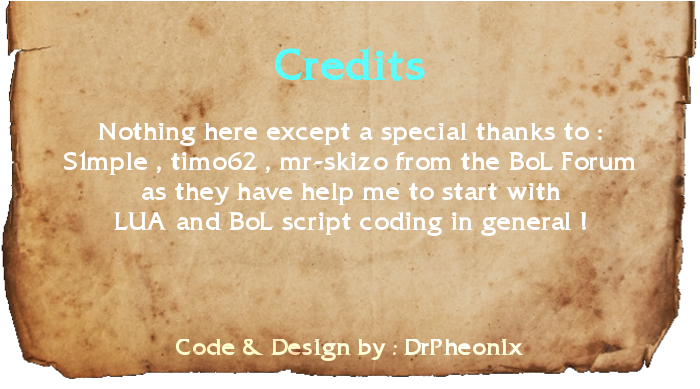 Credits
Nothing here except a special thanks to :
S1mple , timo62 , mr-skizo from the BoL Forum
as they have help me to start with
LUA and BoL script coding in general !
Code & Design by : DrPheonix